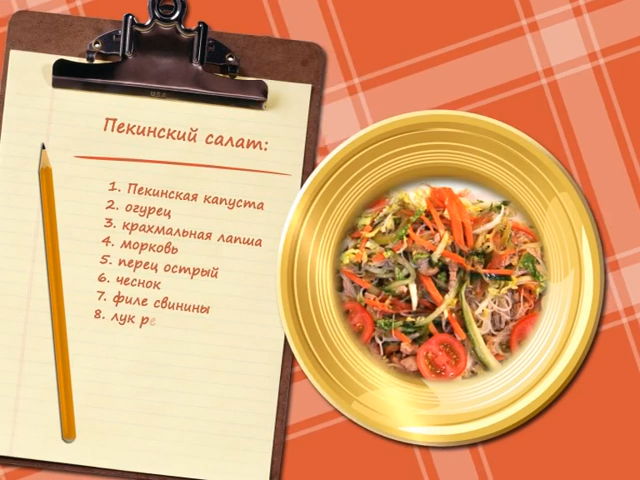 Пекинский салат:
1. Пекинская капуста
2. огурец
3. крахмальная лапша
4. морковь
5. перец острый
6. чеснок
7. филе свинины
8. лук ре